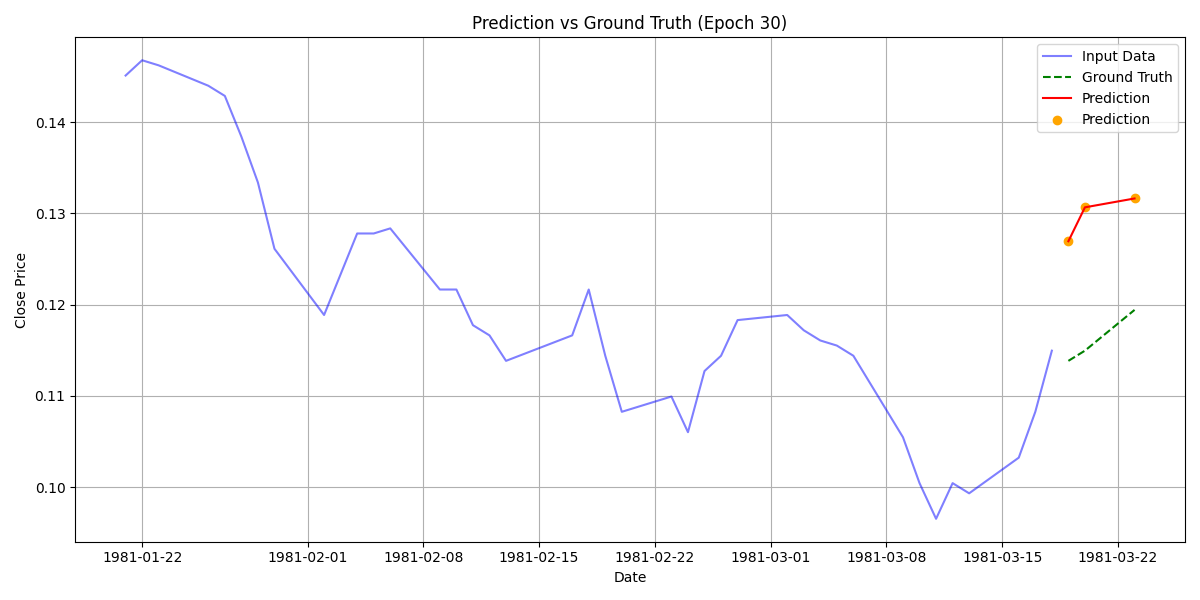 Prediction vs Ground Truth (Epoch 30)
Input Data
Ground Truth
Prediction
Prediction
Close Price
0.14
0.13
0.12
0.11
0.10
1981-01-22
1981-02-01
1981-02-08
1981-02-15
1981-02-22
1981-03-01
1981-03-08
1981-03-15
1981-03-22
Date